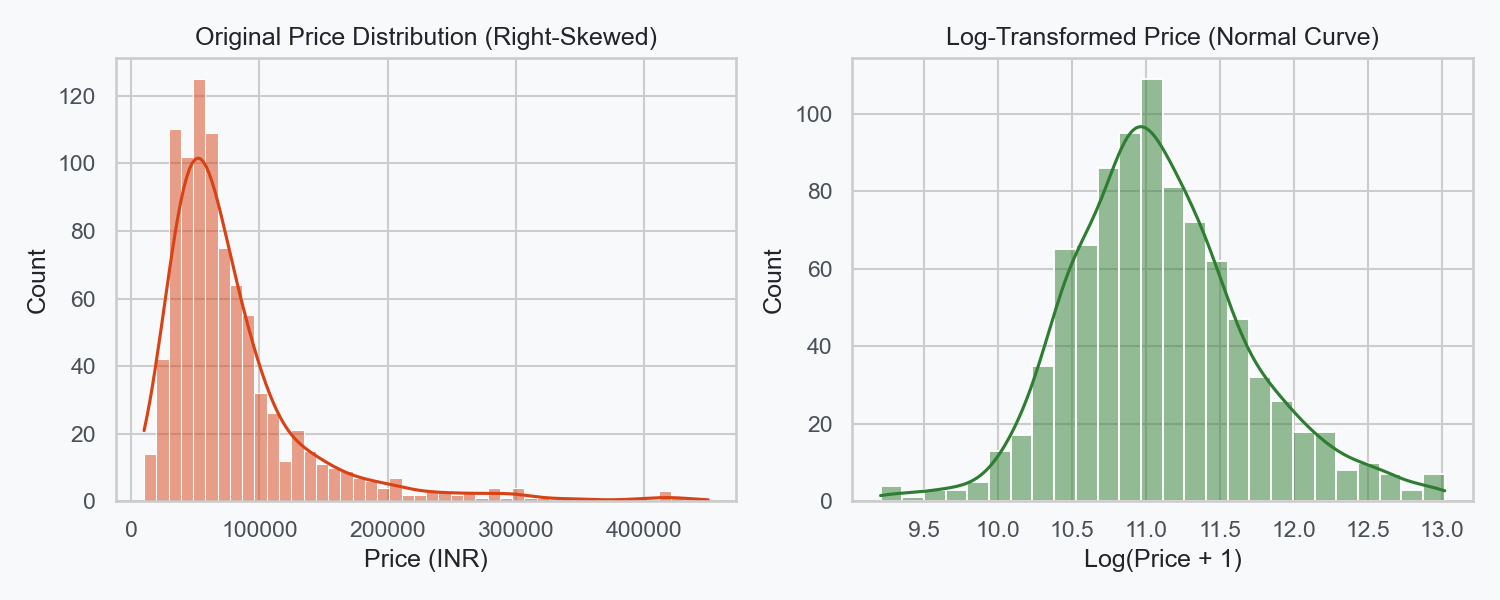 Original Price Distribution (Right-Skewed)
120
100
80
60
40
20
0
Count
0 100000 200000 300000 400000
Price (INR)
Log-Transformed Price (Normal Curve)
100
80
60
40
20
0
Count
9.5 10.0 10.5 11.0 11.5 12.0 12.5 13.0
Log(Price + 1)